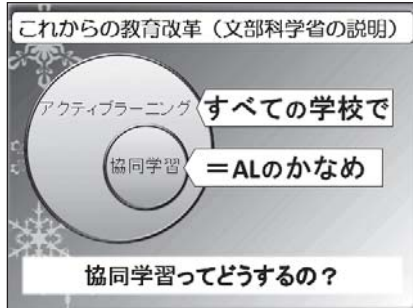 これからの教育改革（文部科学省の説明）
アクティブラーニング
すべての学校で
協同学習
＝ALのかなめ
協同学習ってどうするの？